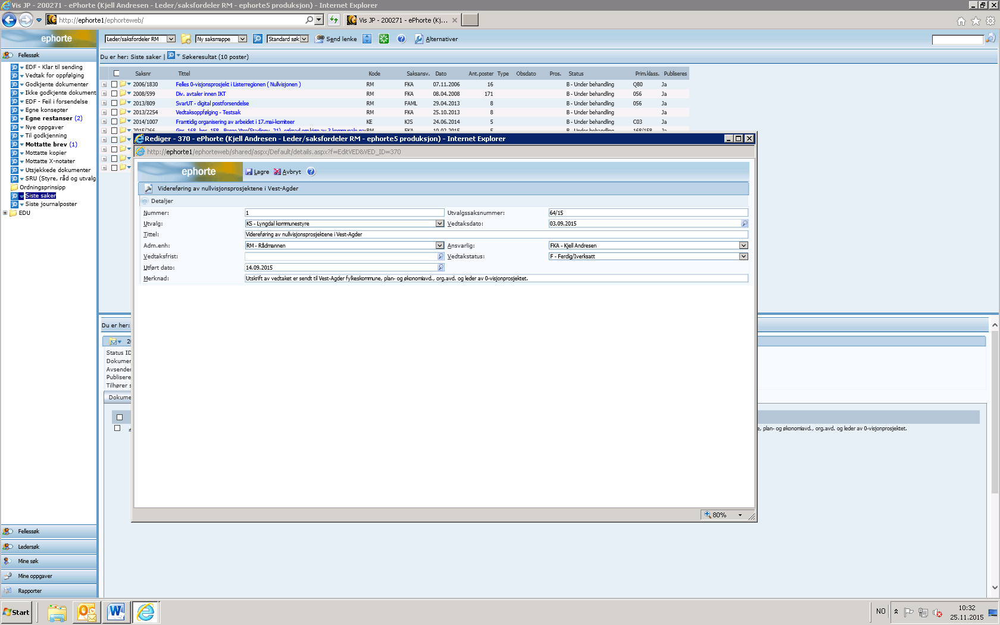 Vis JP - 200271 - ePhorte (Kjell Andresen - Leder/saksfordeler RM - ephorte5 produksjon) - Internet Explorer
http://ephorte1/ephorteweb/
Vis JP - 200271 - ePhorte (Kj...
ephorte
Leder/saksfordeler RM
Ny saksmappe
Standard søk
Send lenke
Alternativer
Fellessøk
Du er her: Siste saker | Søkeresultat (10 poster)
EDF - Klar til sending
Vedtak for oppfølging
Godkjente dokumenter
Ikke godkjente dokument
EDF - Feil i forsendelse
Egne konsepter
Egne restanser (2)
Nye oppgaver
Til godkjenning
Mottatte brev (1)
Mottatte kopier
Mottatte X-notater
Utsjekkede dokumenter
SRU (Styre, råd og utvalg
Ordningsprinsipp
Siste saker
Siste journalposter
EDU
Saksnr Tittel Kode Saksansv. Dato Ant.poster Type Obsdato Pros. Status Prim.klass. Publiseres
2006/1830 Felles 0-visjonsprosjekt i Listerregionen ( Nullvisjonen ) RM FKA 07.11.2006 16 B - Under behandling Q80 Ja
2008/599 Div. avtaler innen IKT RM FKA 08.04.2008 171 B - Under behandling 056 Ja
2013/809 SvarUT - digital postforsendelse RM FAML 29.04.2013 8 B - Under behandling 056 Ja
2013/2254 Vedtaksoppfølging - Testsak RM FKA 25.10.2013 8 B - Under behandling Ja
2014/1007 Framtidig organisering av arbeidet i 17.mai-komiteer KE KJS 24.06.2014 5 B - Under behandling C03 Ja
Rediger - 370 - ePhorte (Kjell Andresen - Leder/saksfordeler RM - ephorte5 produksjon) - Internet Explorer
http://ephorte1/ephorteweb/shared/aspx/Default/details.aspx?f=EditVED&VED_ID=370
ephorte
Lagre
Avbryt
Videreføring av nullvisjonsprosjektene i Vest-Agder
Detaljer
Nummer: 1 Utvalgssaksnummer: 64/15
Utvalg: KS - Lyngdal kommunestyre Vedtaksdato: 03.09.2015
Tittel: Videreføring av nullvisjonsprosjektene i Vest-Agder
Adm.enh: RM - Rådmannen Ansvarlig: FKA - Kjell Andresen
Vedtaksfrist: Vedtakstatus: F - Ferdig/Iverksatt
Utført dato: 14.09.2015
Merknad: Utskrift av vedtaket er sendt til Vest-Agder fylkeskommune, plan- og økonomiavd., org.avd. og leder av 0-visjonprosjektet.
80%
Du er her:
Status ID
Dokumen
Avsender
Publisere
Tilhører s
Dokume
e, plan- og økonomiavd., org.avd. og leder av 0-visjonprosjektet.
Fellessøk
Ledersøk
Mine søk
Mine oppgaver
Rapporter
Start
NO
10:32
25.11.2015